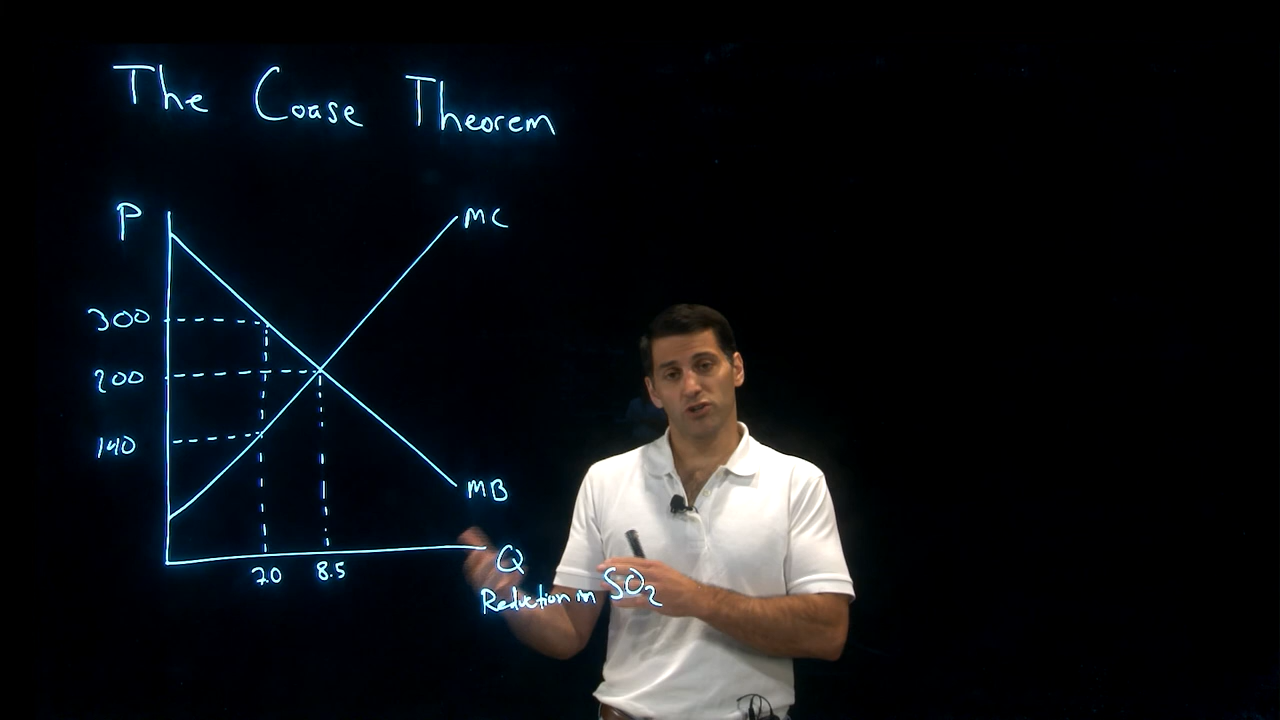 The Coase Theorem
P
MC
300
200
140
MB
Q
7.0 8.5
Reduction in SO2